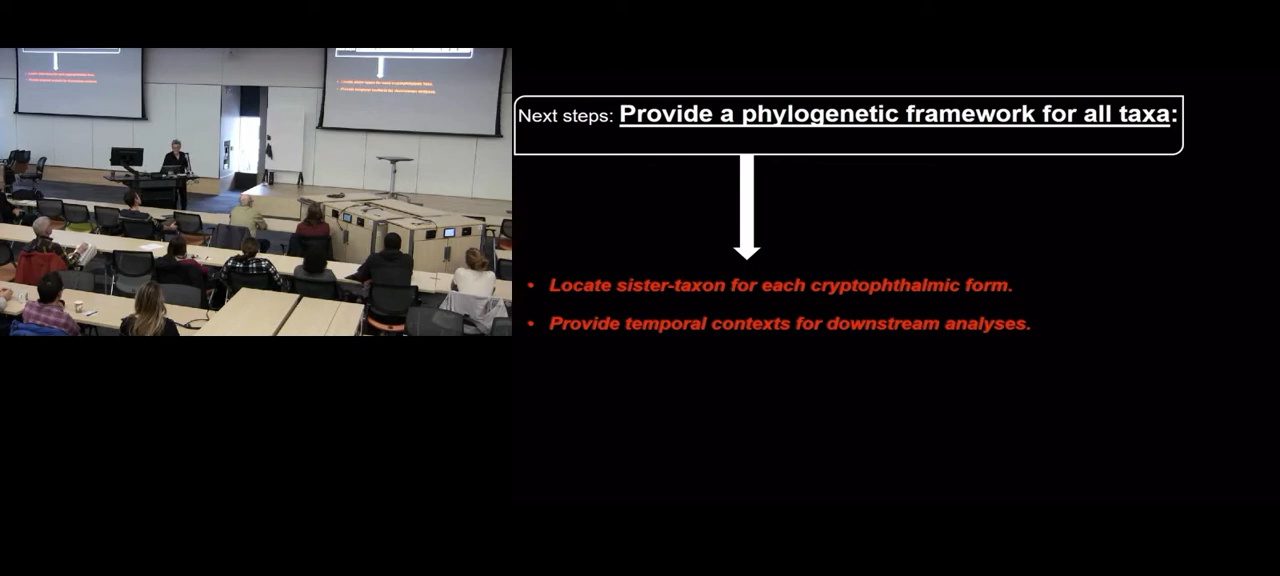 Next steps: Provide a phylogenetic framework for all taxa:
• Locate sister-taxon for each cryptophthalmic form.
• Provide temporal contexts for downstream analyses.